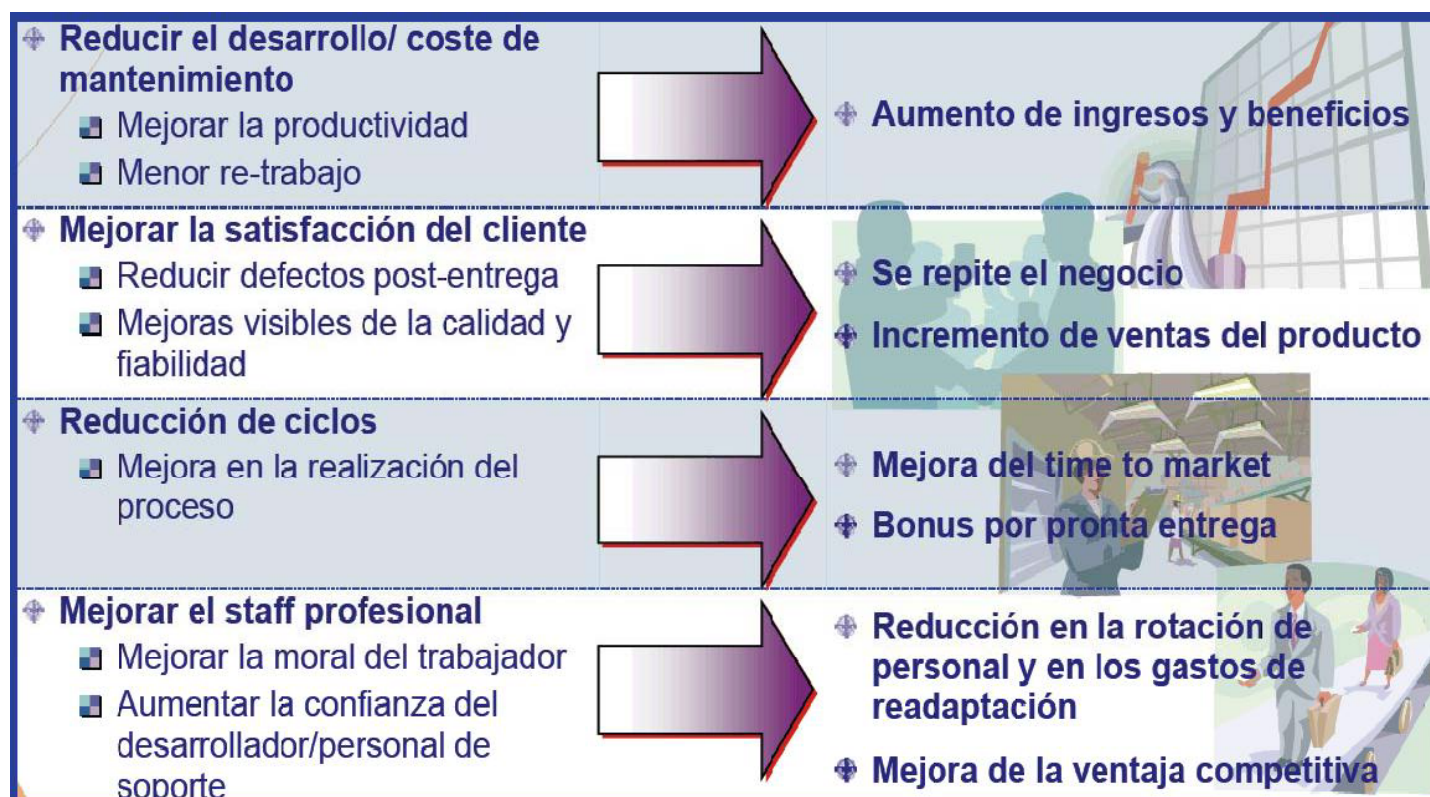 Reducir el desarrollo/ coste de
mantenimiento
Mejorar la productividad
Menor re-trabajo
Aumento de ingresos y beneficios
Mejorar la satisfacción del cliente
Reducir defectos post-entrega
Mejoras visibles de la calidad y
fiabilidad
Se repite el negocio
Incremento de ventas del producto
Reducción de ciclos
Mejora en la realización del
proceso
Mejora del time to market
Bonus por pronta entrega
Mejorar el staff profesional
Mejorar la moral del trabajador
Aumentar la confianza del
desarrollador/personal de
soporte
Reducción en la rotación de
personal y en los gastos de
readaptación
Mejora de la ventaja competitiva